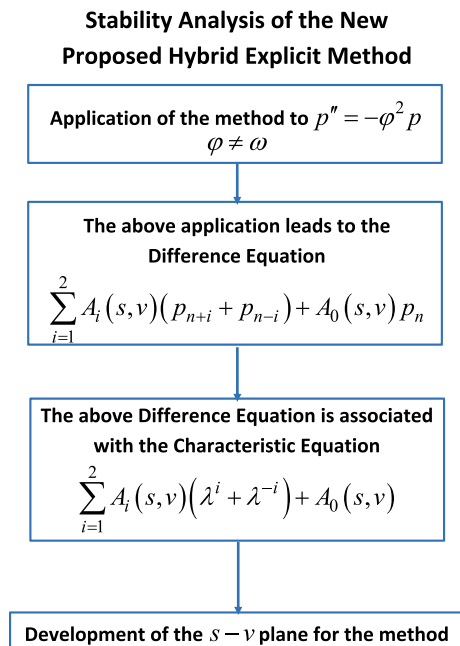 Stability Analysis of the New
Proposed Hybrid Explicit Method
Application of the method to p″ = −φ² p
φ ≠ ω
The above application leads to the
Difference Equation
∑_{i=1}^{2} A_i (s,v)(p_{n+i} + p_{n−i}) + A_0 (s,v) p_n
The above Difference Equation is associated
with the Characteristic Equation
∑_{i=1}^{2} A_i (s,v)(λ^i + λ^{−i}) + A_0 (s,v)
Development of the s − v plane for the method